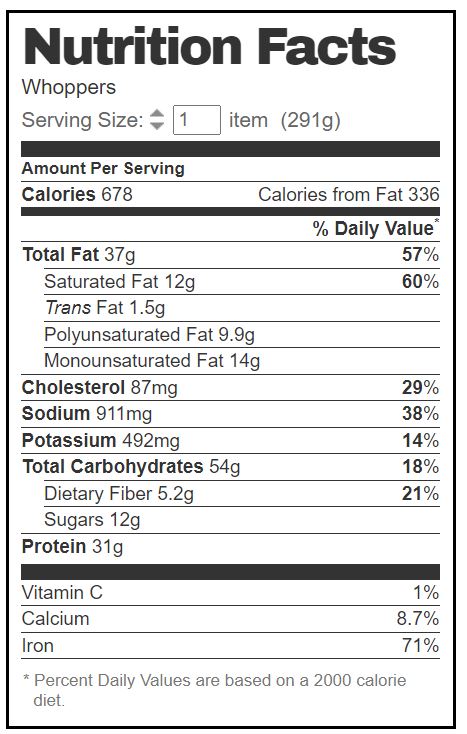 Nutrition Facts
Whoppers
Serving Size: 1 item (291g)
Amount Per Serving
Calories 678 Calories from Fat 336
% Daily Value*
Total Fat 37g 57%
Saturated Fat 12g 60%
Trans Fat 1.5g
Polyunsaturated Fat 9.9g
Monounsaturated Fat 14g
Cholesterol 87mg 29%
Sodium 911mg 38%
Potassium 492mg 14%
Total Carbohydrates 54g 18%
Dietary Fiber 5.2g 21%
Sugars 12g
Protein 31g
Vitamin C 1%
Calcium 8.7%
Iron 71%
* Percent Daily Values are based on a 2000 calorie
diet.